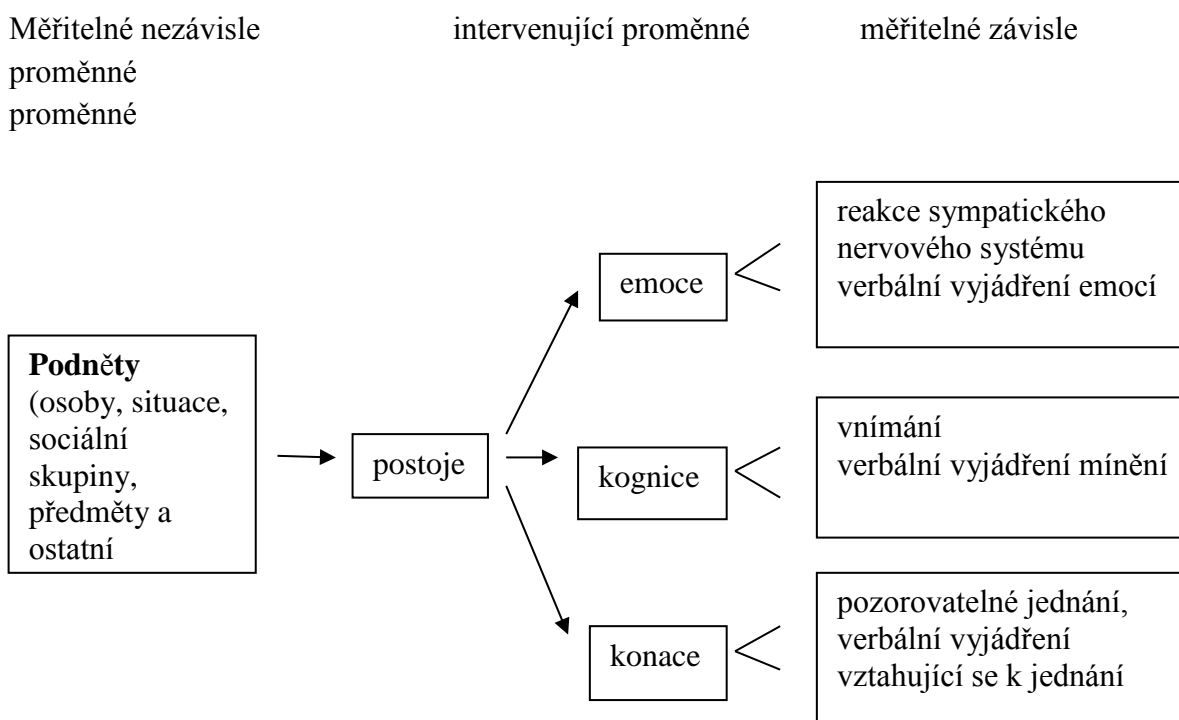 Měřitelné nezávisle intervenující proměnné měřitelné závisle
proměnné
proměnné
reakce sympatického
nervového systému
verbální vyjádření emocí
emoce
Podněty
(osoby, situace,
sociální
skupiny,
předměty a
ostatní
postoje
kognice
vnímání
verbální vyjádření mínění
konace
pozorovatelné jednání,
verbální vyjádření
vztahující se k jednání